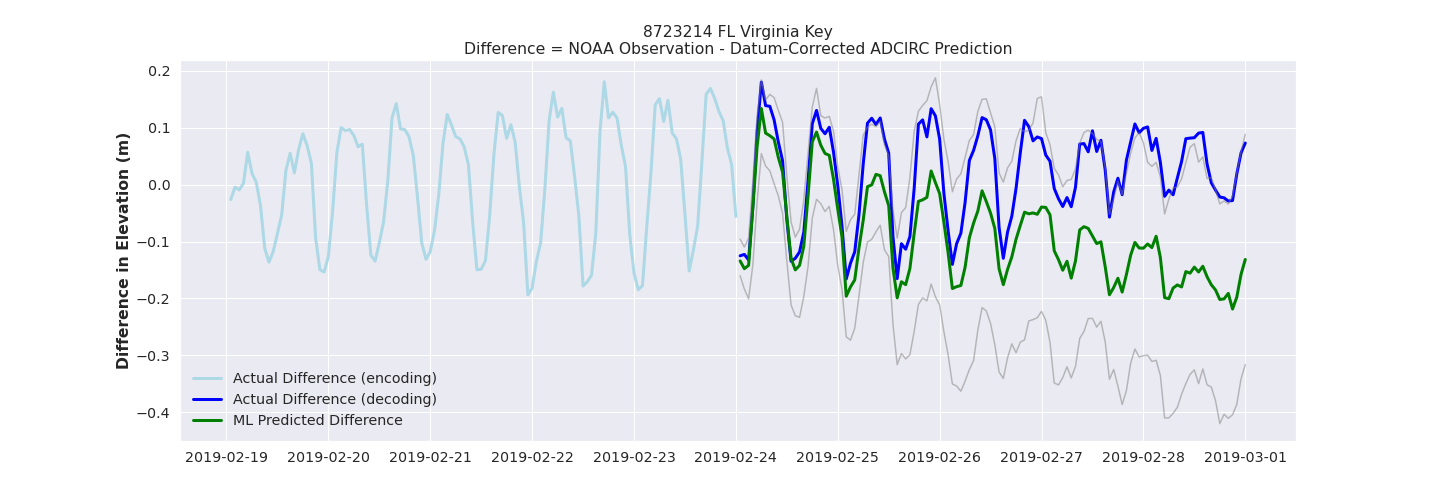 8723214 FL Virginia Key
Difference = NOAA Observation - Datum-Corrected ADCIRC Prediction
Difference in Elevation (m)
0.2
0.1
0.0
−0.1
−0.2
−0.3
−0.4
Actual Difference (encoding)
Actual Difference (decoding)
ML Predicted Difference
2019-02-19 2019-02-20 2019-02-21 2019-02-22 2019-02-23 2019-02-24 2019-02-25 2019-02-26 2019-02-27 2019-02-28 2019-03-01